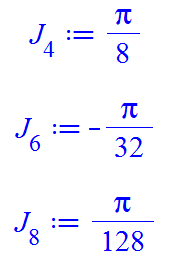 J₄ := π/8
J₆ := -π/32
J₈ := π/128